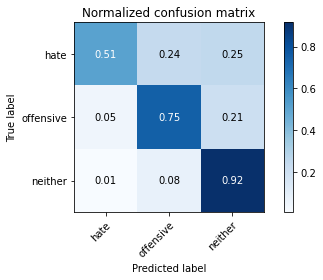 Normalized confusion matrix
True label
hate
0.51 0.24 0.25
offensive
0.05 0.75 0.21
neither
0.01 0.08 0.92
hate
offensive
neither
Predicted label
0.8
0.6
0.4
0.2